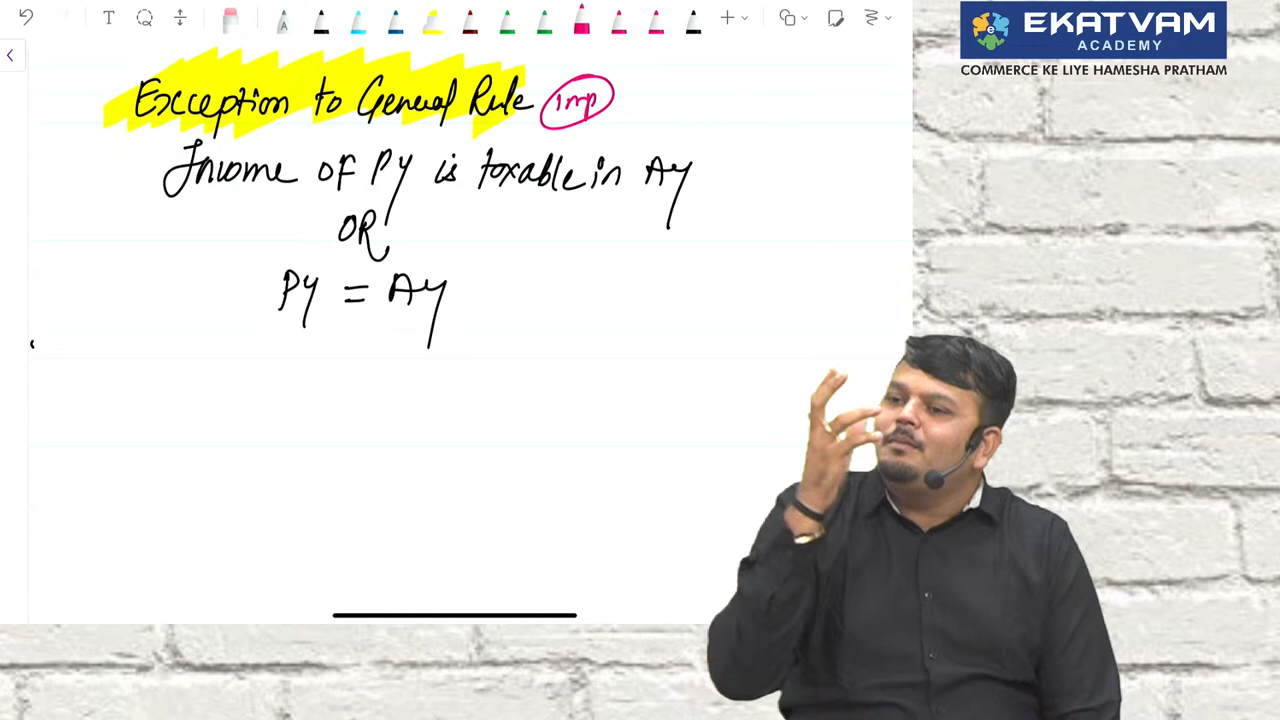 EKATVAM
ACADEMY
COMMERCE KE LIYE HAMESHA PRATHAM
Exception to General Rule imp
Income of PY is taxable in AY
OR
PY = AY